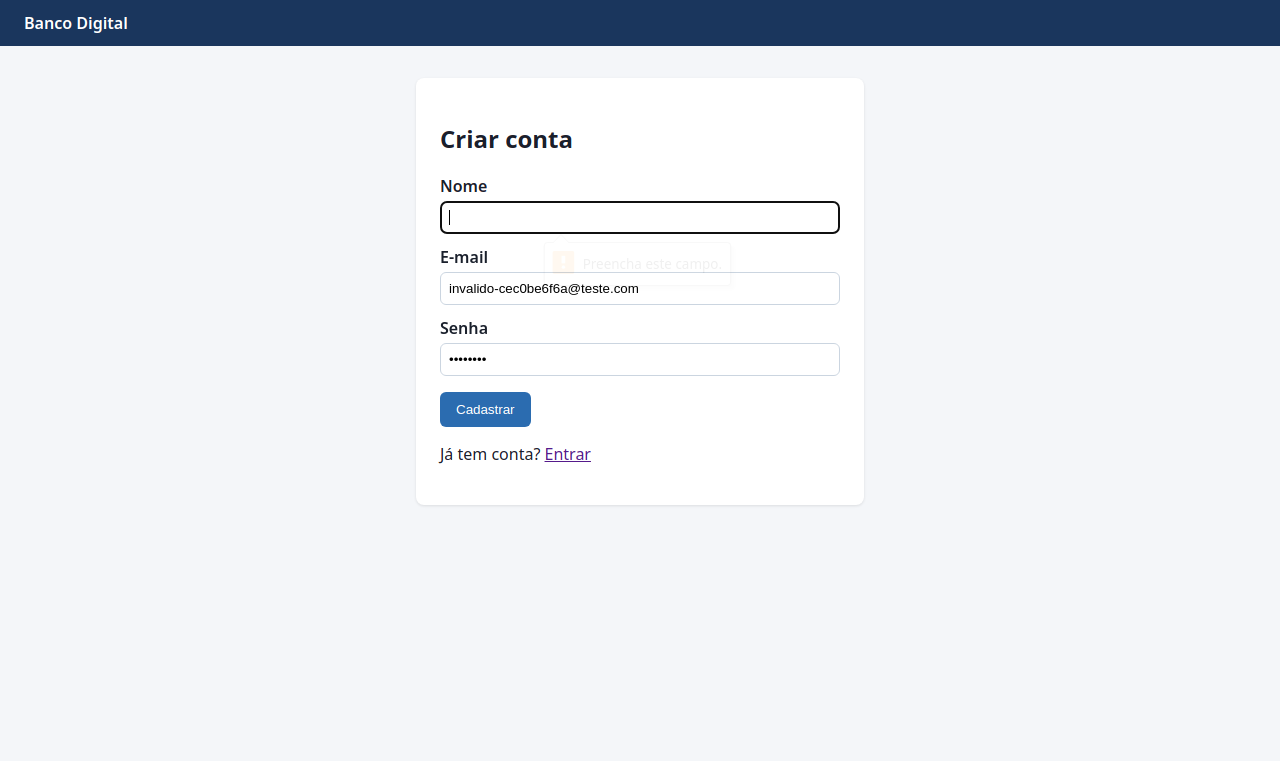 Banco Digital
Criar conta
Nome
Preencha este campo.
E-mail
invalido-cec0be6f6a@teste.com
Senha
••••••••
Cadastrar
Já tem conta? Entrar